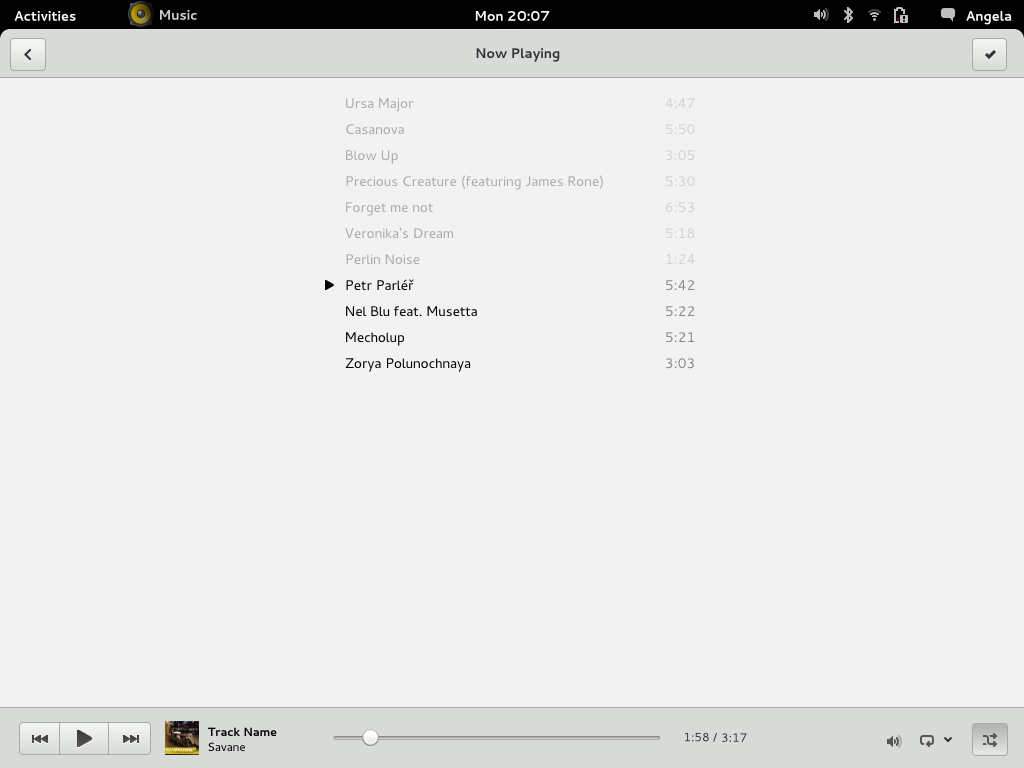 Activities Music Mon 20:07 Angela
Now Playing
Ursa Major 4:47
Casanova 5:50
Blow Up 3:05
Precious Creature (featuring James Rone) 5:30
Forget me not 6:53
Veronika's Dream 5:18
Perlin Noise 1:24
Petr Parléř 5:42
Nel Blu feat. Musetta 5:22
Mecholup 5:21
Zorya Polunochnaya 3:03
Track Name
Savane
1:58 / 3:17